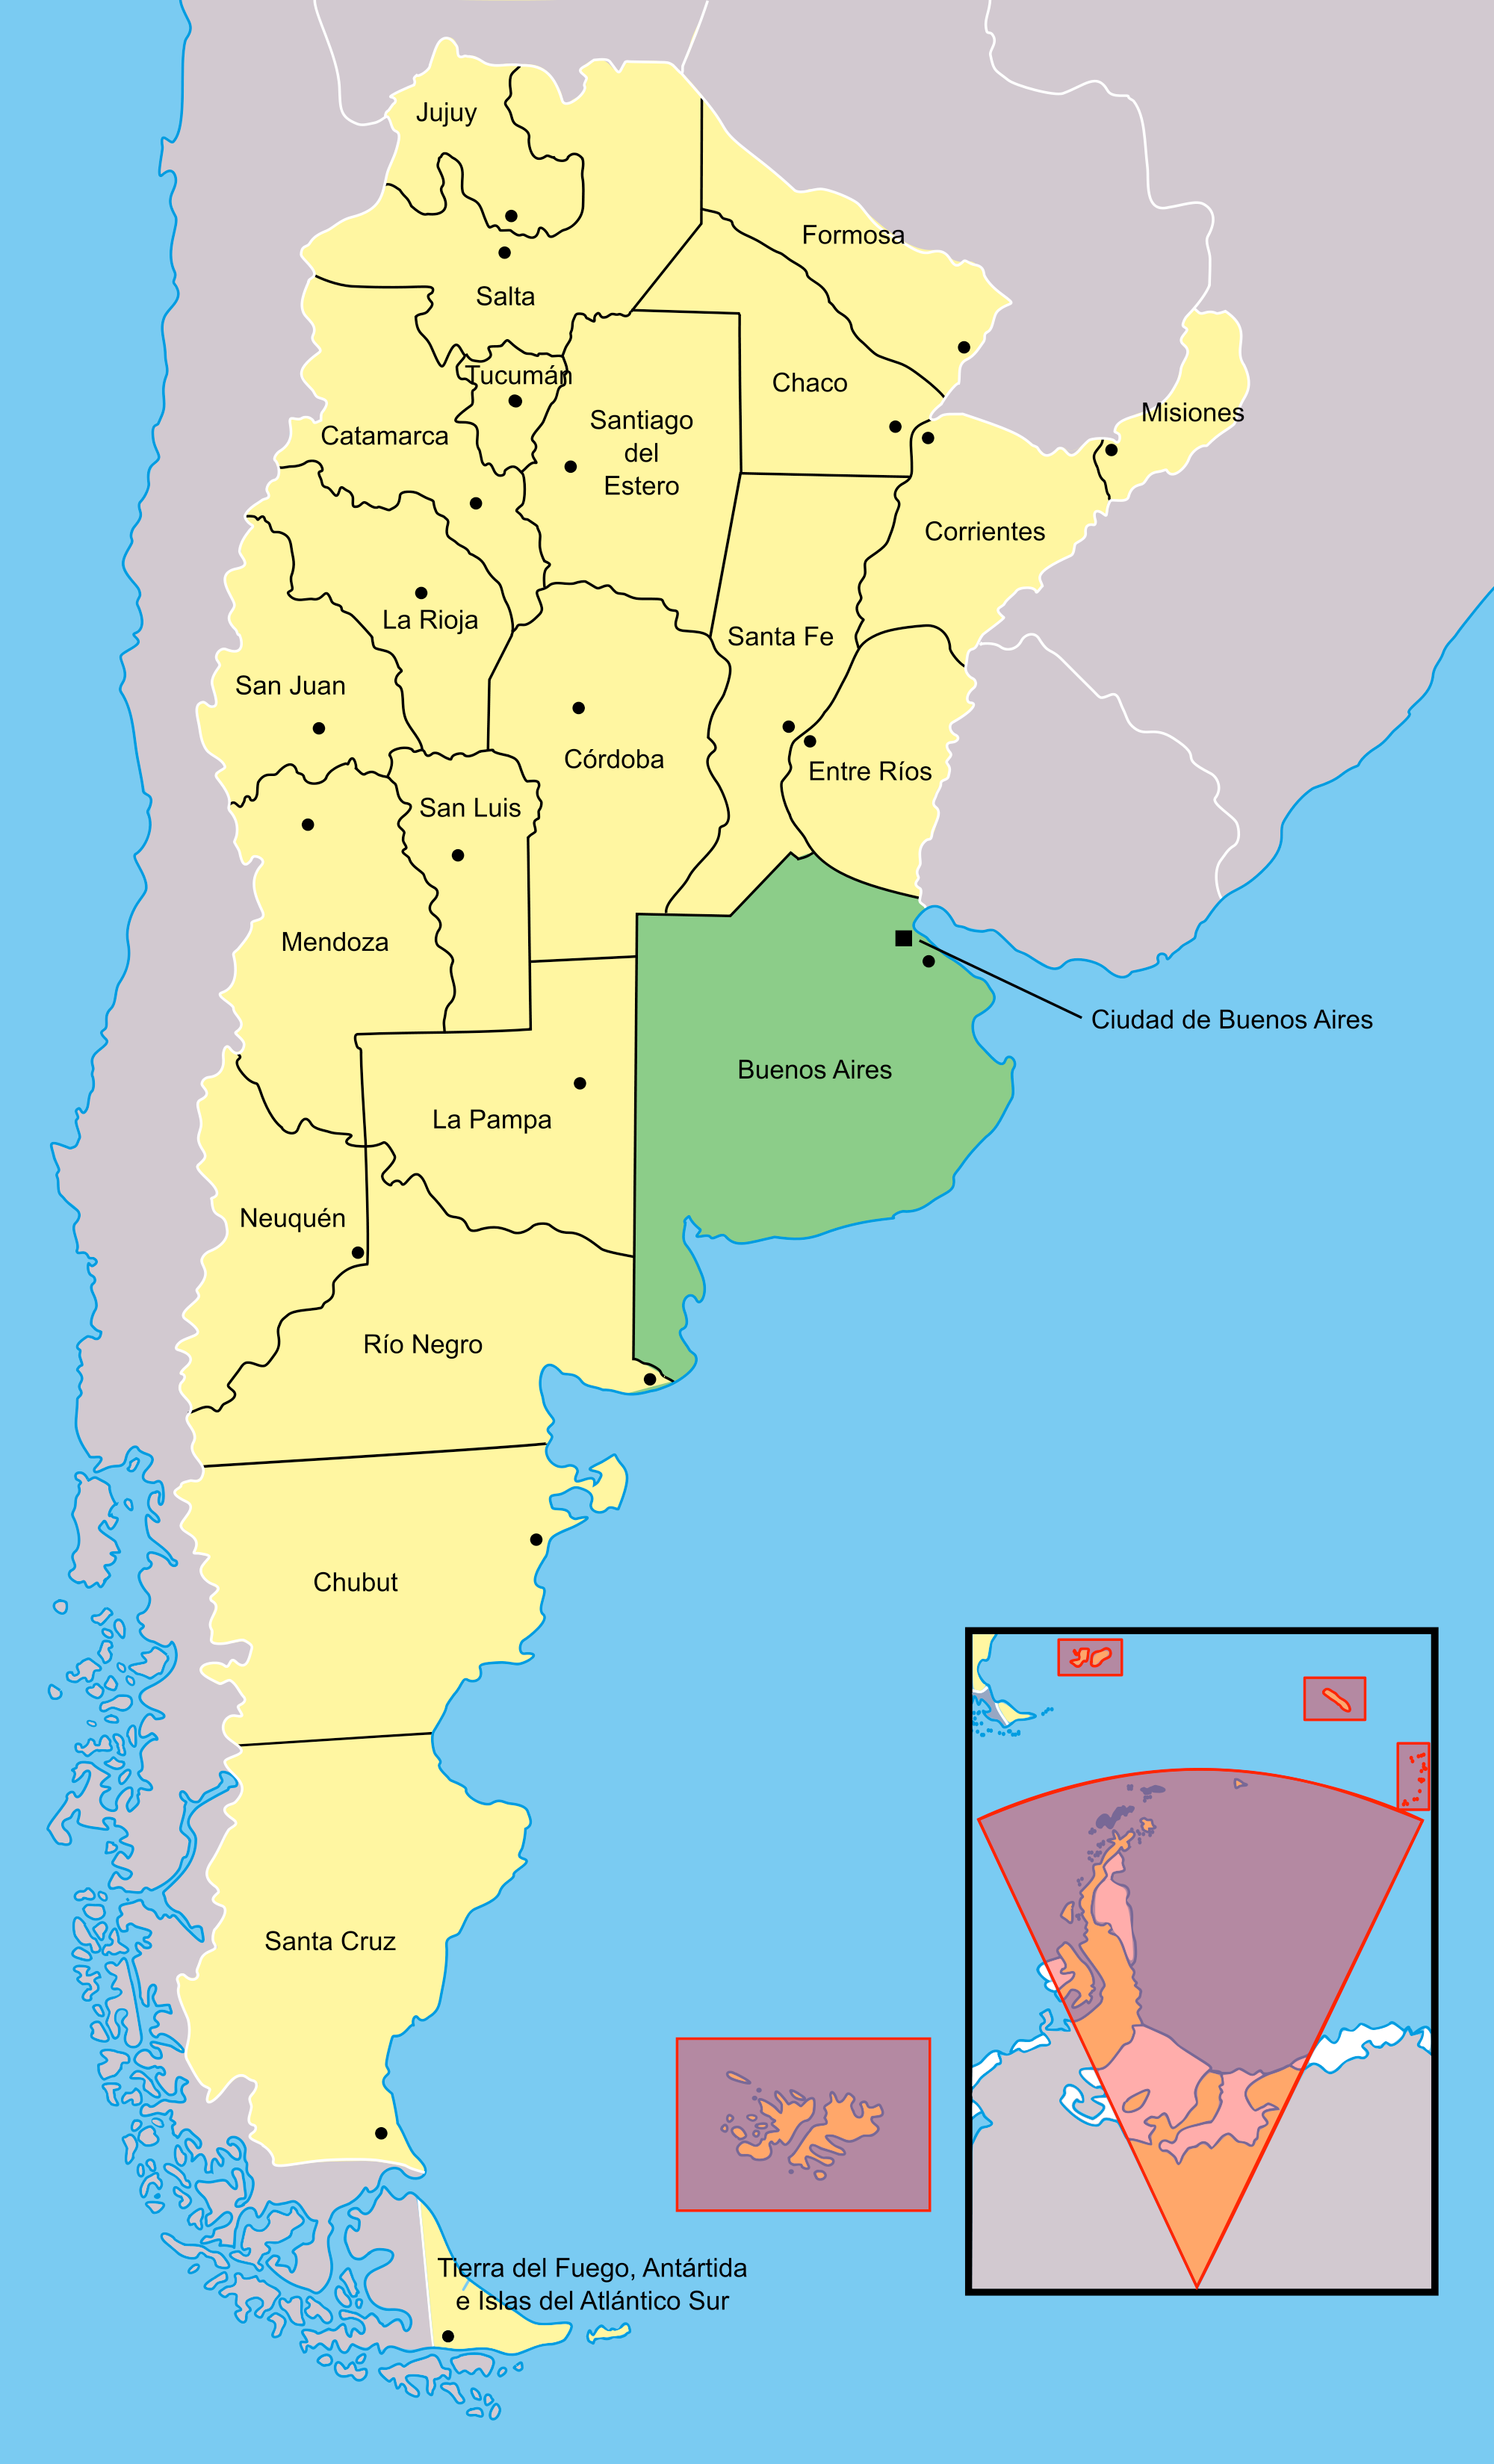 Jujuy
Formosa
Salta
Tucumán
Chaco
Misiones
Santiago
del
Estero
Catamarca
Corrientes
La Rioja
Santa Fe
San Juan
Córdoba
Entre Ríos
San Luis
Mendoza
Ciudad de Buenos Aires
Buenos Aires
La Pampa
Neuquén
Río Negro
Chubut
Santa Cruz
Tierra del Fuego, Antártida
e Islas del Atlántico Sur